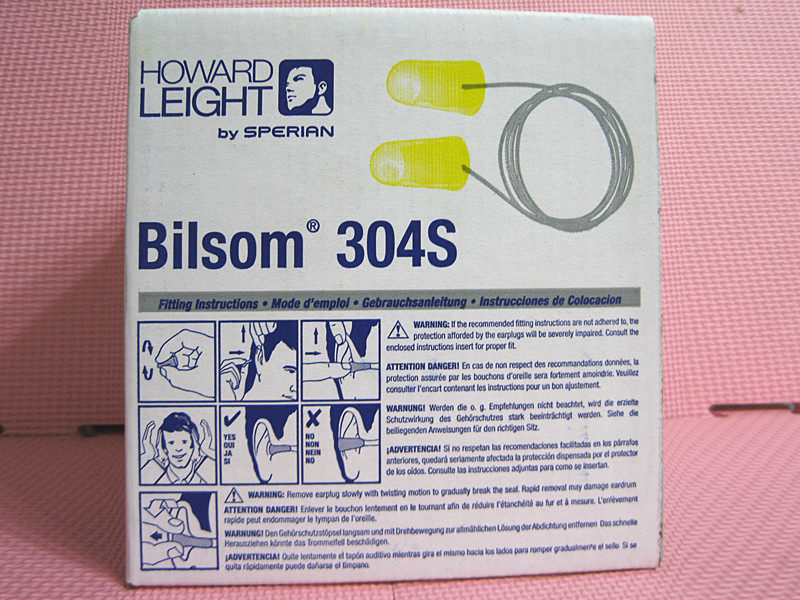 HOWARD
LEIGHT
by SPERIAN
Bilsom® 304S
Fitting Instructions • Mode d'emploi • Gebrauchsanleitung • Instrucciones de Colocacion
WARNING: If the recommended fitting instructions are not adhered to, the
protection afforded by the earplugs will be severely impaired. Consult the
enclosed instructions insert for proper fit.
ATTENTION DANGER! En cas de non respect des recommandations données, la
protection assurée par les bouchons d'oreille sera fortement amoindrie. Veuillez
consulter l'encart contenant les instructions pour un bon ajustement.
WARNUNG! Werden die o. g. Empfehlungen nicht beachtet, wird die erzielte
Schutzwirkung des Gehörschutzes stark beeinträchtigt werden. Siehe die
beiliegenden Anweisungen für den richtigen Sitz.
¡ADVERTENCIA! Si no respetan las recomendaciones facilitadas en los párrafos
anteriores, quedará seriamente afectada la protección dispensada por el protector
de los oídos. Consulte las instrucciones adjuntas para como se insertan.
YES
OUI
JA
SI
NO
NON
NEIN
NO
WARNING: Remove earplug slowly with twisting motion to gradually break the seal. Rapid removal may damage eardrum
ATTENTION DANGER! Enlever le bouchon lentement en le tournant afin de réduire l'étanchéité au fur et à mesure. L'enlèvement
rapide peut endommager le tympan de l'oreille.
WARNUNG! Den Gehörschutzstöpsel langsam und mit Drehbewegung zur allmählichen Lösung der Abdichtung entfernen. Das schnelle
Herausziehen könnte das Trommelfell beschädigen.
¡ADVERTENCIA! Quite lentamente el tapón auditivo mientras gira el mismo hacia los lados para romper gradualmente el sello. Si se
quita rápidamente puede dañarse el tímpano.